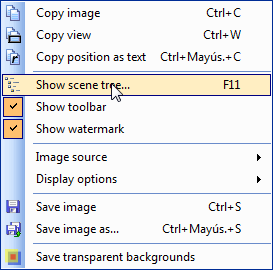 Copy image Ctrl+C
Copy view Ctrl+W
Copy position as text Ctrl+Mayús.+C
Show scene tree... F11
Show toolbar
Show watermark
Image source
Display options
Save image Ctrl+S
Save image as... Ctrl+Mayús.+S
Save transparent backgrounds